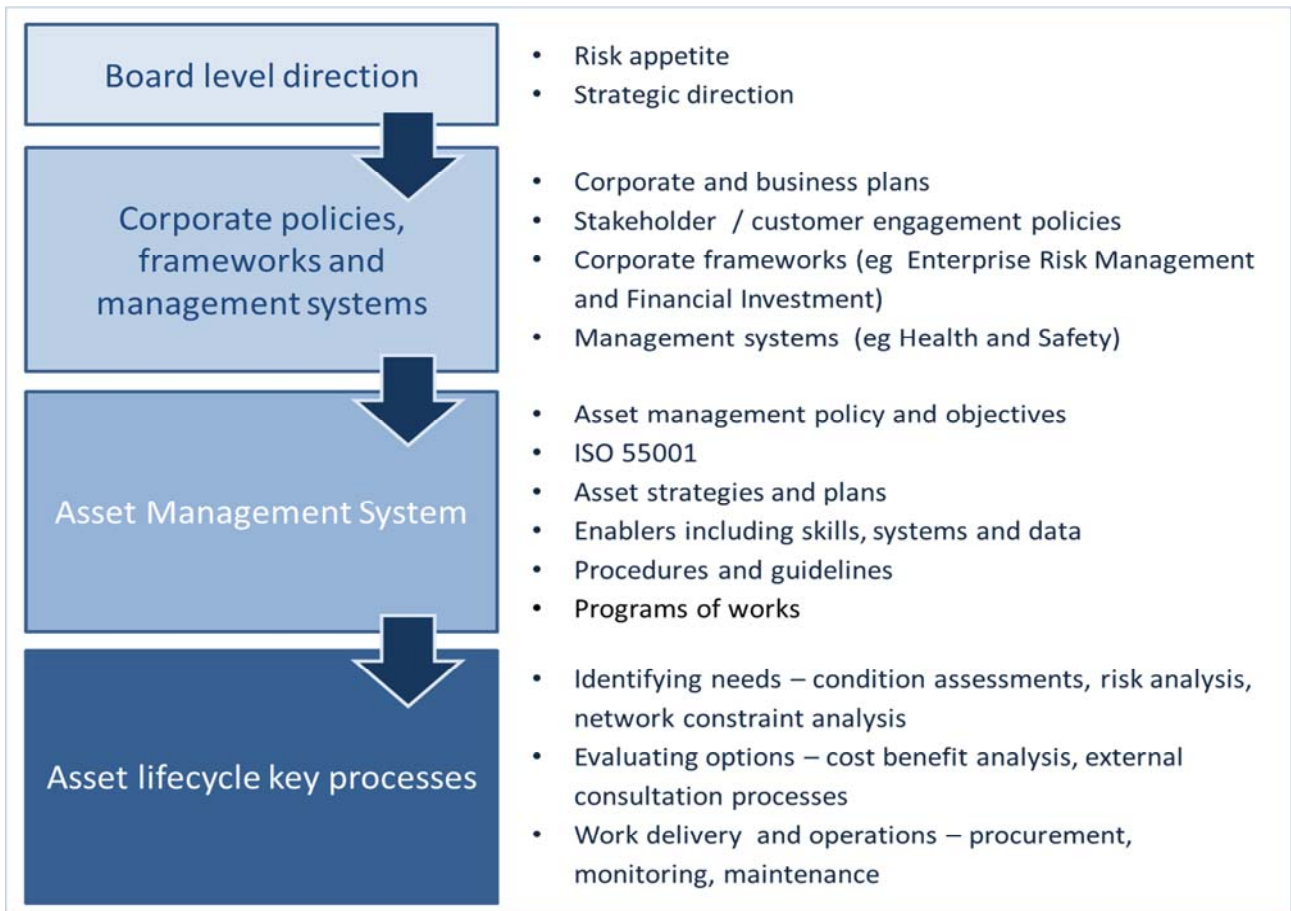 Board level direction
• Risk appetite
• Strategic direction
Corporate policies,
frameworks and
management systems
• Corporate and business plans
• Stakeholder / customer engagement policies
• Corporate frameworks (eg Enterprise Risk Management
and Financial Investment)
• Management systems (eg Health and Safety)
Asset Management System
• Asset management policy and objectives
• ISO 55001
• Asset strategies and plans
• Enablers including skills, systems and data
• Procedures and guidelines
• Programs of works
Asset lifecycle key processes
• Identifying needs – condition assessments, risk analysis,
network constraint analysis
• Evaluating options – cost benefit analysis, external
consultation processes
• Work delivery and operations – procurement,
monitoring, maintenance